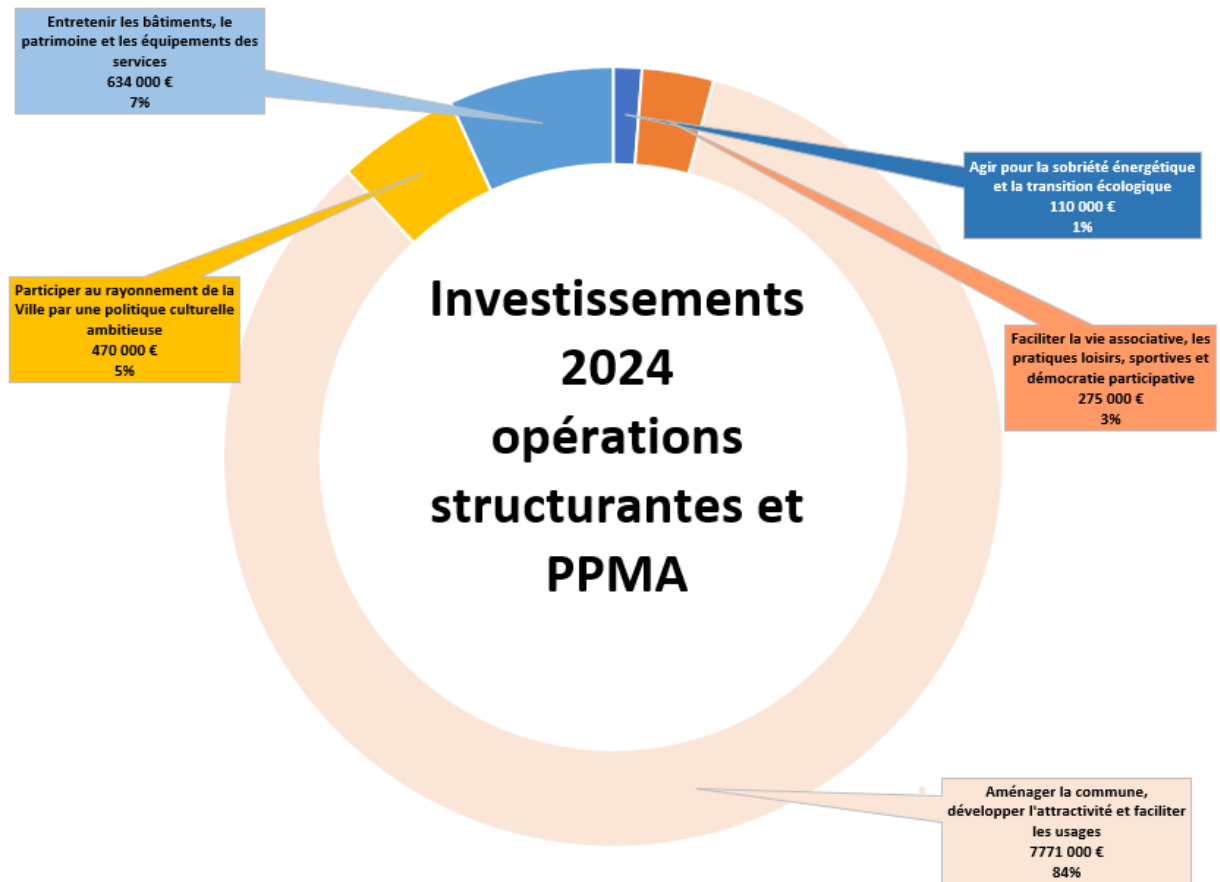 Entretenir les bâtiments, le
patrimoine et les équipements des
services
634 000 €
7%
Agir pour la sobriété énergétique
et la transition écologique
110 000 €
1%
Participer au rayonnement de la
Ville par une politique culturelle
ambitieuse
470 000 €
5%
Investissements
2024
opérations
structurantes et
PPMA
Faciliter la vie associative, les
pratiques loisirs, sportives et
démocratie participative
275 000 €
3%
Aménager la commune,
développer l'attractivité et faciliter
les usages
7771 000 €
84%